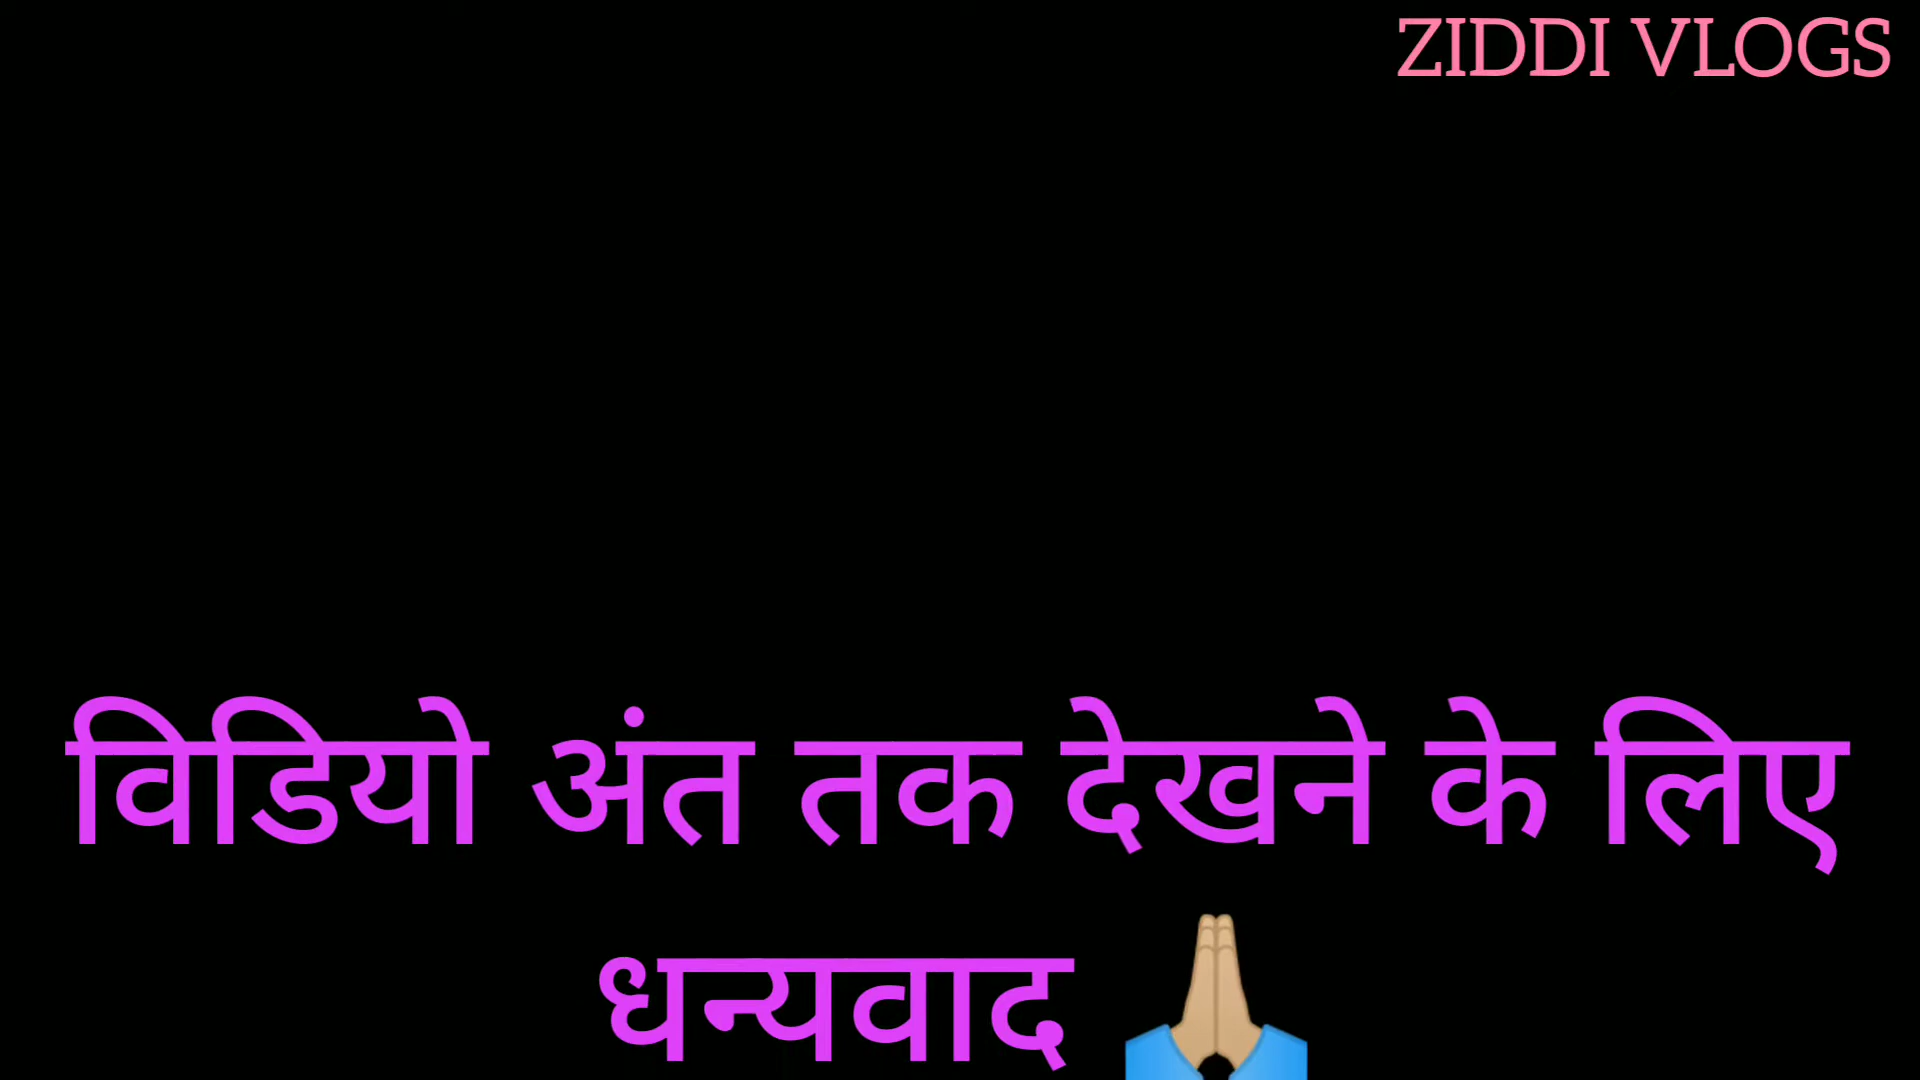 ZIDDI VLOGS
विडियो अंत तक देखने के लिए
धन्यवाद 🙏🏼